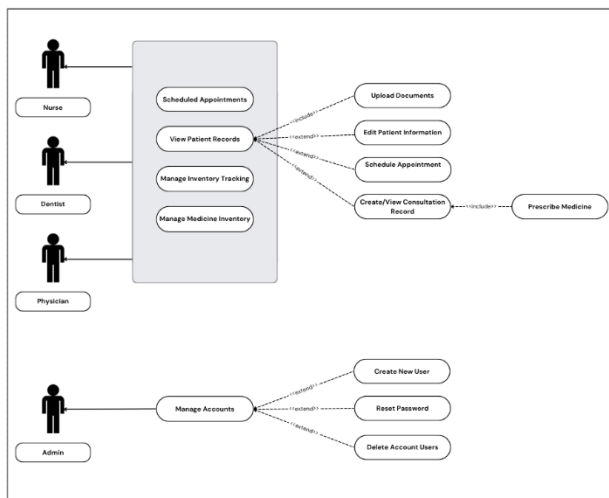 Nurse
Scheduled Appointments
Upload Documents
<<include>>
View Patient Records
Edit Patient Information
<<extend>>
Schedule Appointment
<<extend>>
Dentist
Manage Inventory Tracking
<<extend>>
Create/View Consultation
Record
<<include>>
Prescribe Medicine
Manage Medicine Inventory
Physician
Create New User
<<extend>>
Admin
Manage Accounts
<<extend>>
Reset Password
<<extend>>
Delete Account Users